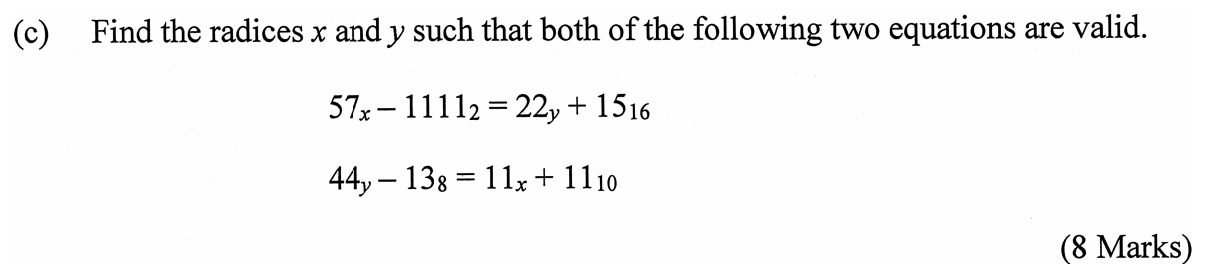 (c) Find the radices x and y such that both of the following two equations are valid.
57ₓ – 1111₂ = 22ᵧ + 15₁₆
44ᵧ – 13₈ = 11ₓ + 11₁₀
(8 Marks)